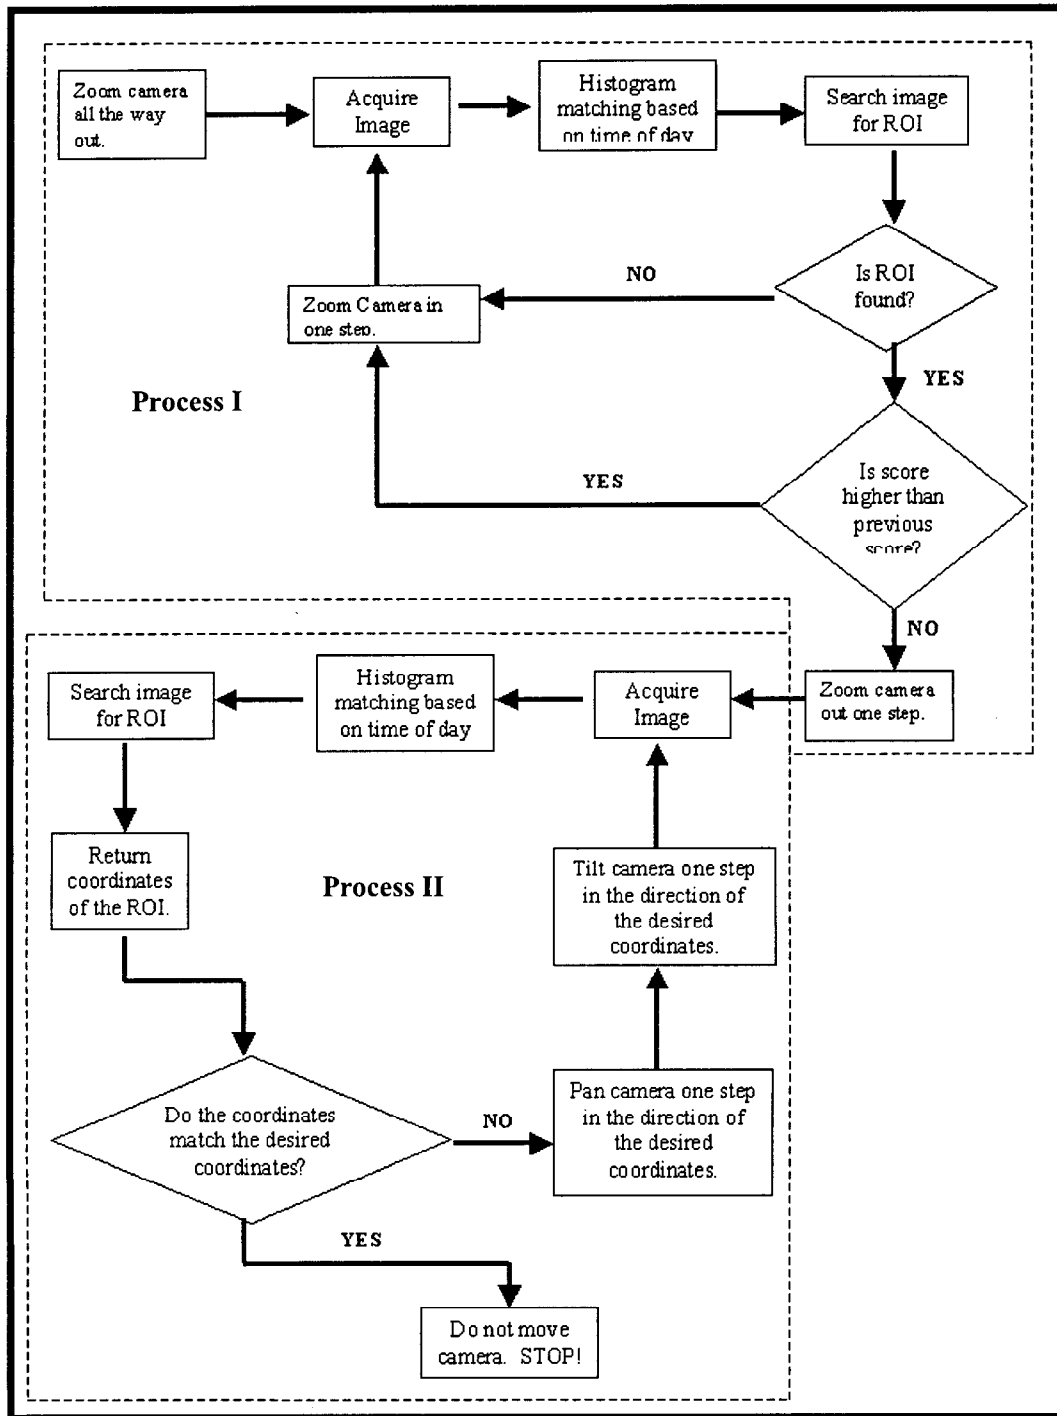 Zoom camera
all the way
out.
Acquire
Image
Histogram
matching based
on time of day
Search image
for ROI
Is ROI
found?
NO
Zoom Camera in
one step.
YES
Process I
Is score
higher than
previous
score?
YES
NO
Zoom camera
out one step.
Acquire
Image
Histogram
matching based
on time of day
Search image
for ROI
Return
coordinates
of the ROI.
Process II
Tilt camera one step
in the direction of
the desired
coordinates.
Do the coordinates
match the desired
coordinates?
NO
Pan camera one step
in the direction of
the desired
coordinates.
YES
Do not move
camera. STOP!